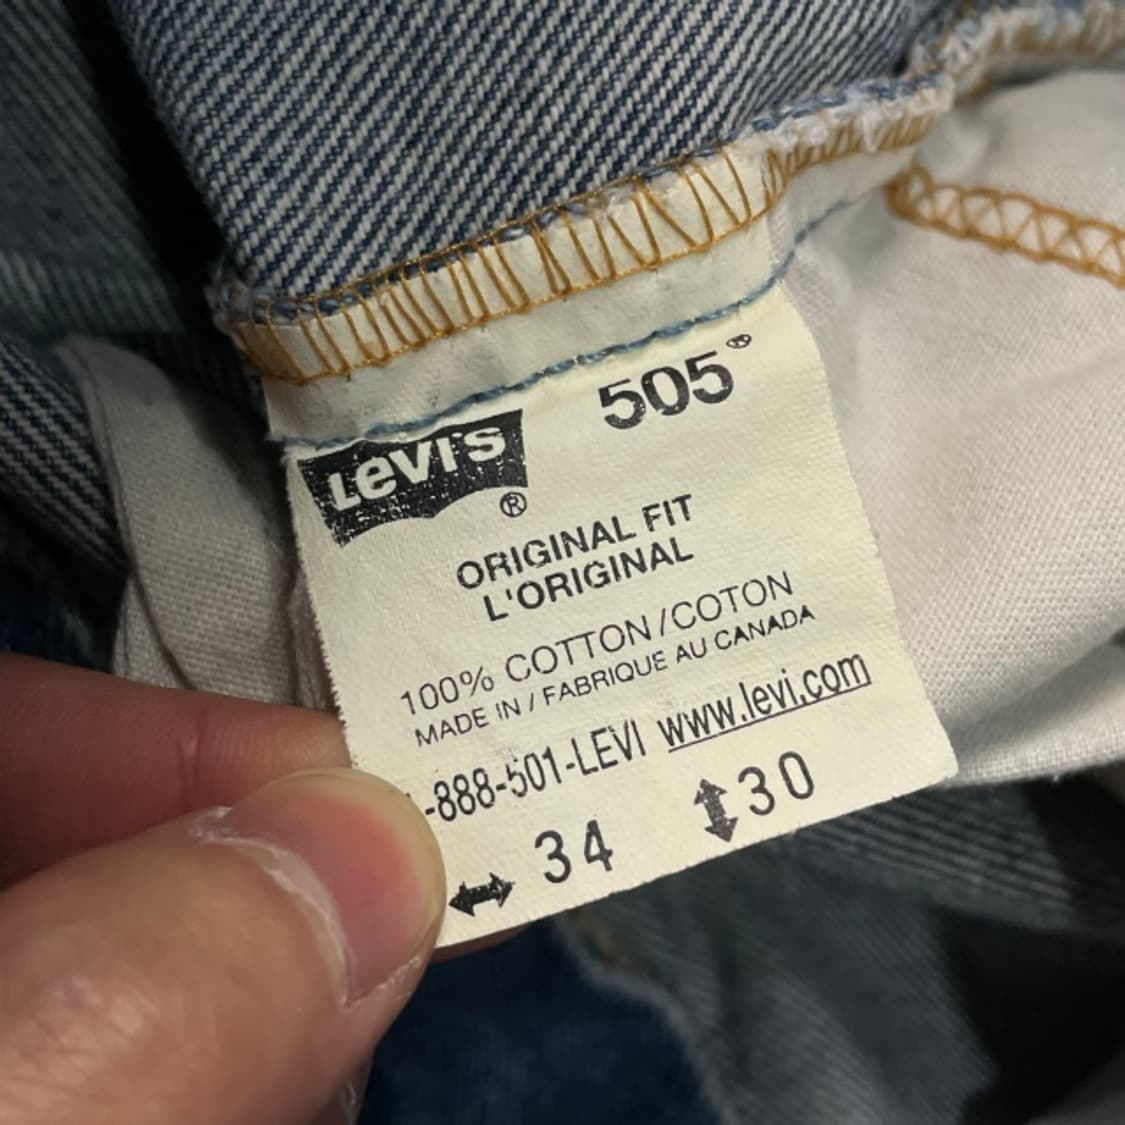 505®
Levi's®
ORIGINAL FIT
L'ORIGINAL
100% COTTON/COTON
MADE IN / FABRIQUE AU CANADA
-888-501-LEVI www.levi.com
34 30